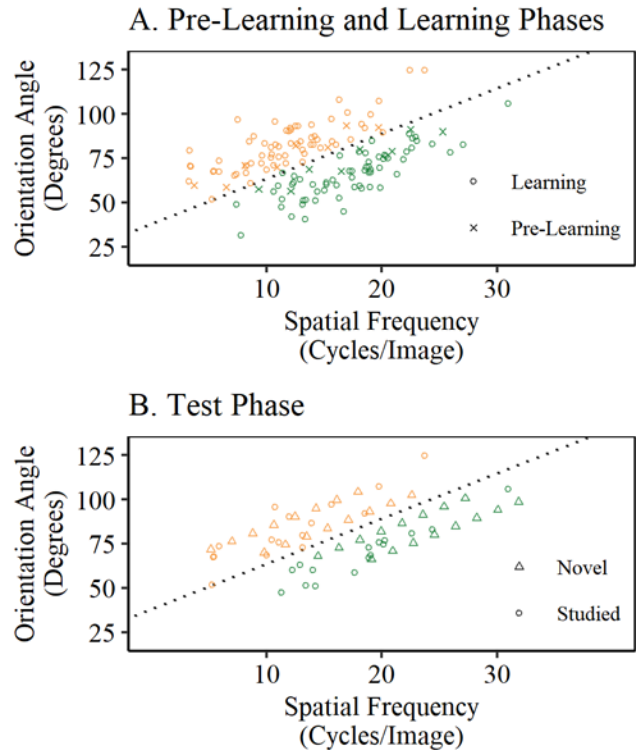 A. Pre-Learning and Learning Phases
Orientation Angle
(Degrees)
125
100
75
50
25
Learning
Pre-Learning
10
20
30
Spatial Frequency
(Cycles/Image)
B. Test Phase
Orientation Angle
(Degrees)
125
100
75
50
25
Novel
Studied
10
20
30
Spatial Frequency
(Cycles/Image)